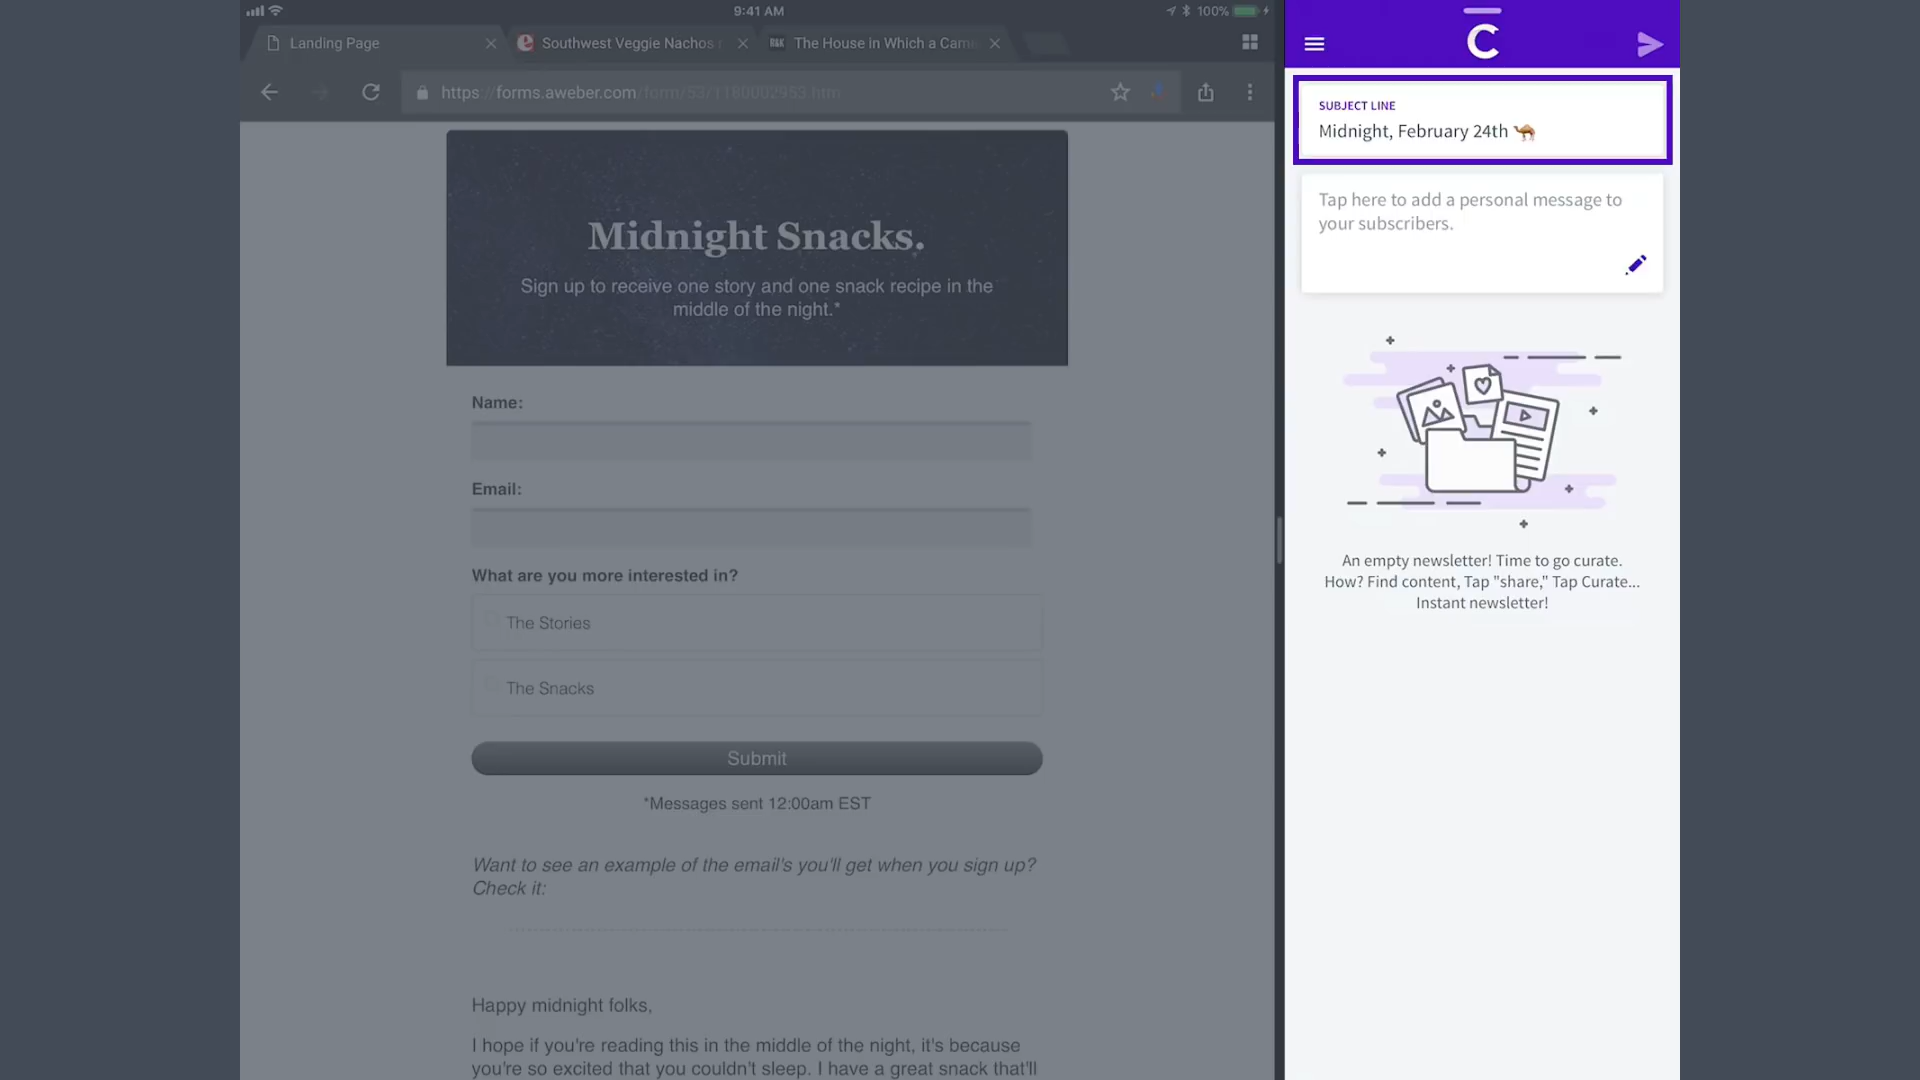 9:41 AM
100%
Landing Page
Southwest Veggie Nachos
The House in Which a
https://forms.aweber.com/form/53/1180002953.htm
Midnight Snacks.
Sign up to receive one story and one snack recipe in the
middle of the night.*
Name:
Email:
What are you more interested in?
The Stories
The Snacks
Submit
*Messages sent 12:00am EST
Want to see an example of the email's you'll get when you sign up?
Check it:
Happy midnight folks,
I hope if you're reading this in the middle of the night, it's because
you're so excited that you couldn't sleep. I have a great snack that'll
C
SUBJECT LINE
Midnight, February 24th 🐪
Tap here to add a personal message to
your subscribers.
An empty newsletter! Time to go curate.
How? Find content, Tap "share," Tap Curate...
Instant newsletter!